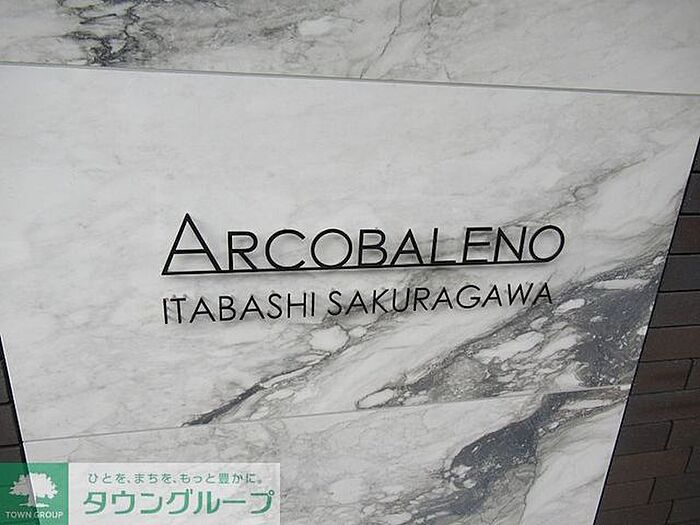 ARCOBALENO
ITABASHI SAKURAGAWA
ひとを、まちを、もっと豊かに。
タウングループ
TOWN GROUP